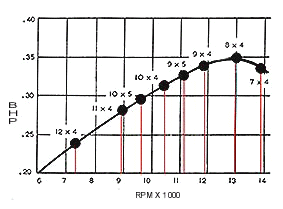 .40
.35
.30
.25
.20
BHP
12 x 4
11 x 4
10 x 5
10 x 4
9 x 5
9 x 4
8 x 4
7 x 4
6 7 8 9 10 11 12 13 14
RPM X 1000